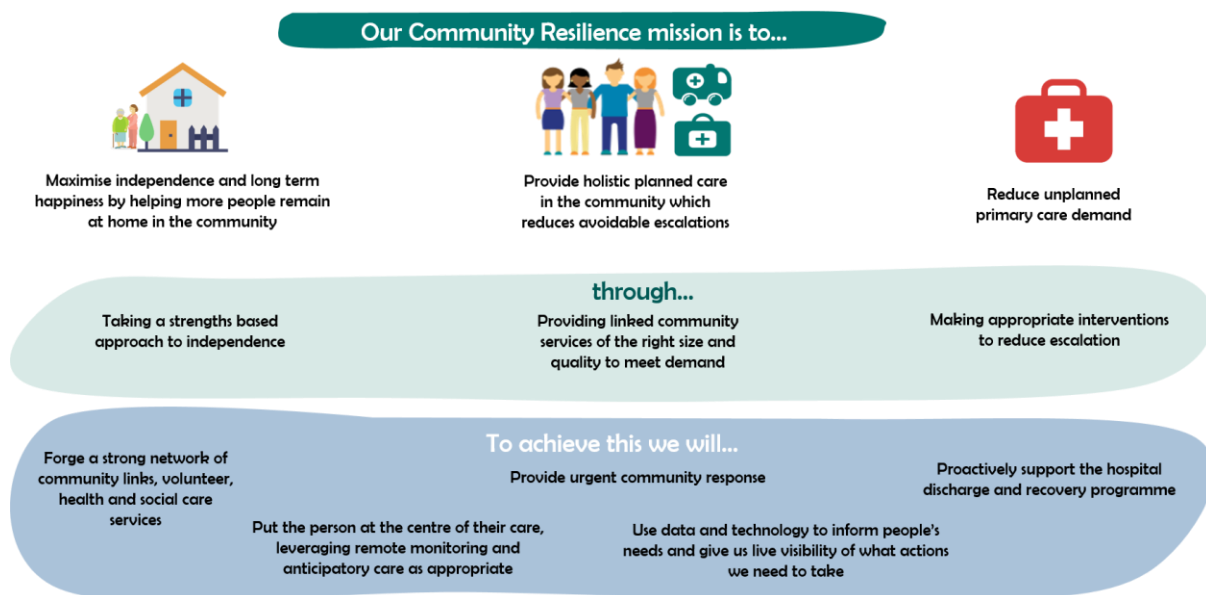 Our Community Resilience mission is to...
Maximise independence and long term
happiness by helping more people remain
at home in the community
Provide holistic planned care
in the community which
reduces avoidable escalations
Reduce unplanned
primary care demand
through...
Taking a strengths based
approach to independence
Providing linked community
services of the right size and
quality to meet demand
Making appropriate interventions
to reduce escalation
To achieve this we will...
Forge a strong network of
community links, volunteer,
health and social care
services
Provide urgent community response
Proactively support the hospital
discharge and recovery programme
Put the person at the centre of their care,
leveraging remote monitoring and
anticipatory care as appropriate
Use data and technology to inform people's
needs and give us live visibility of what actions
we need to take